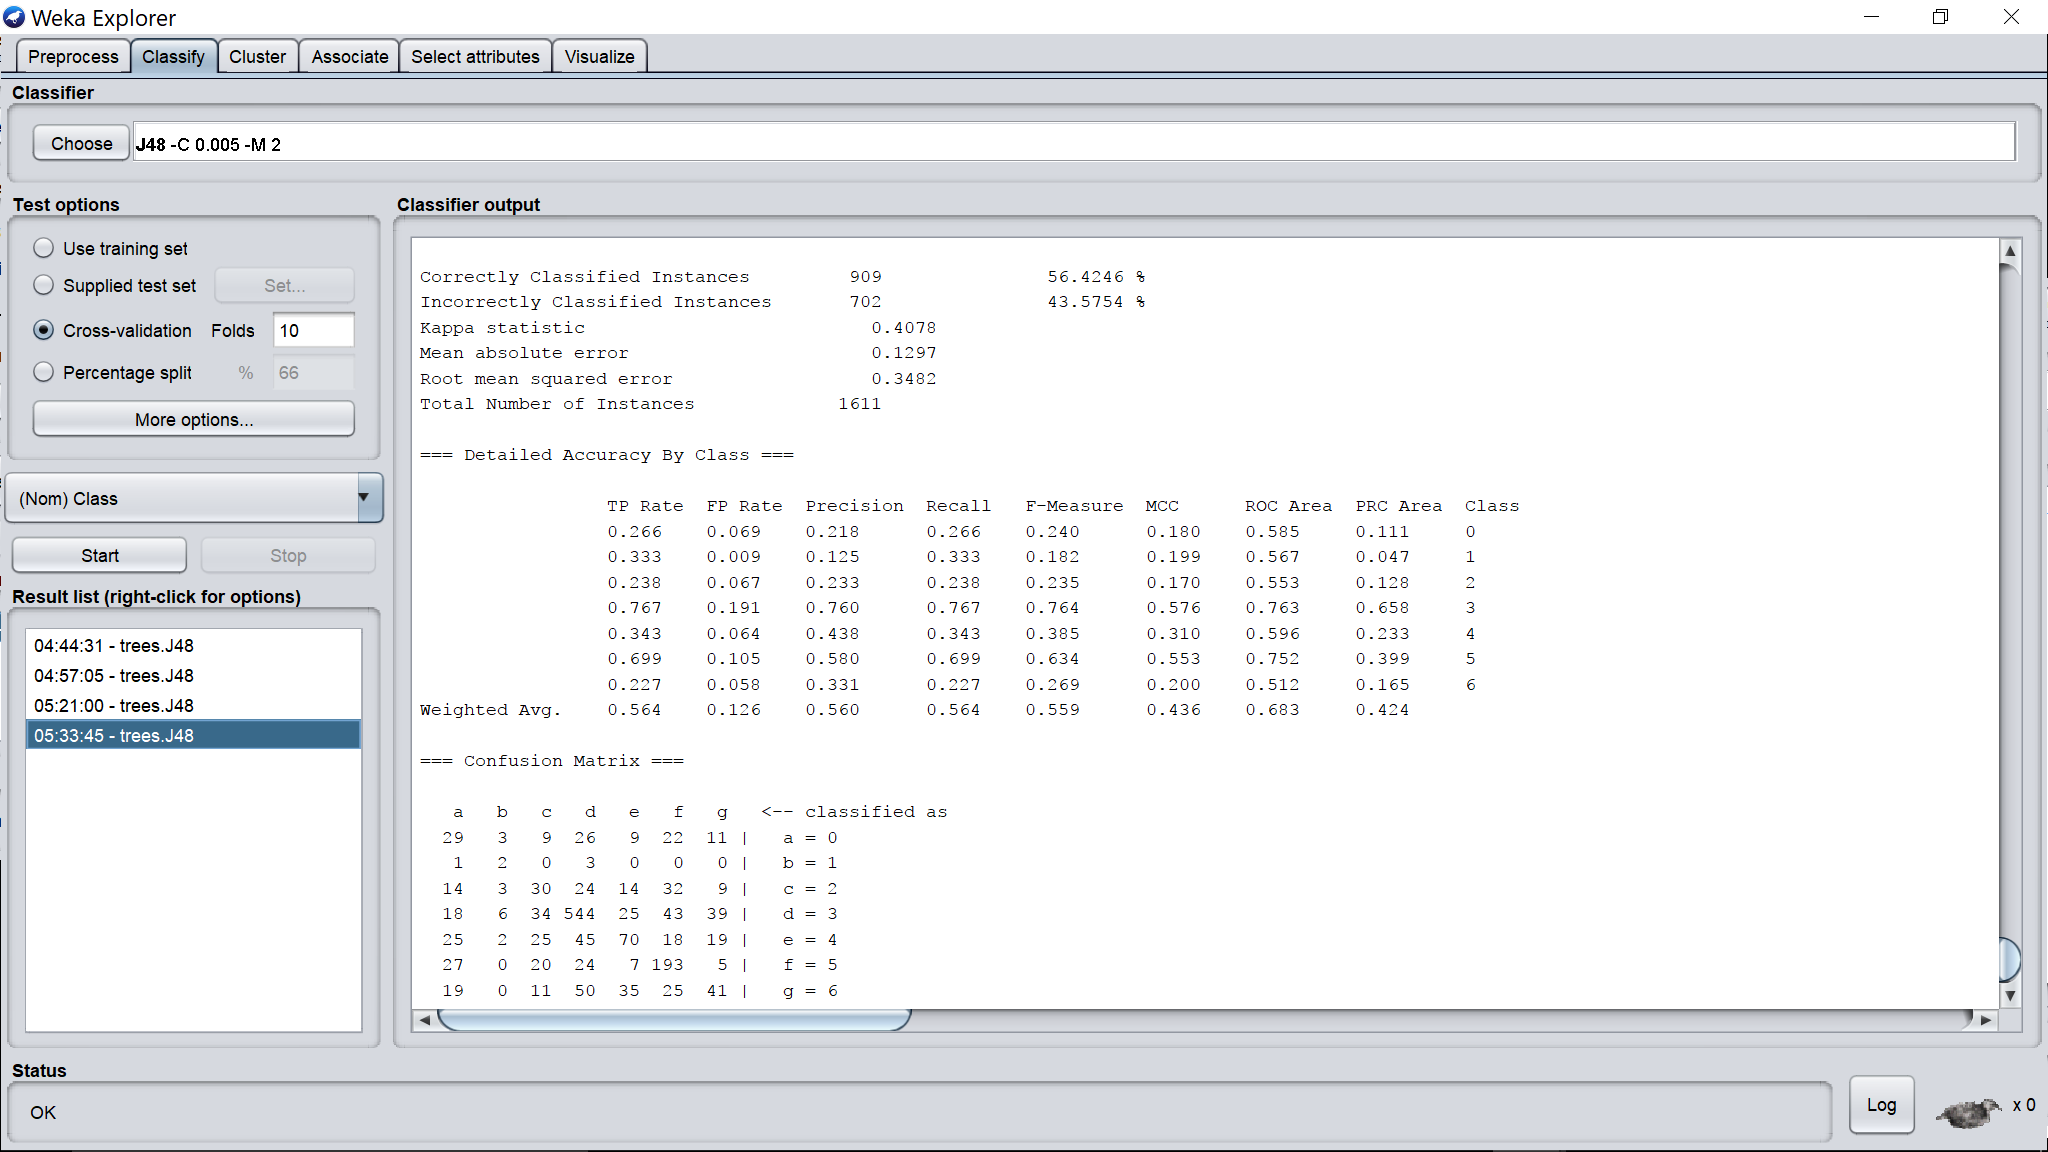 Weka Explorer
Preprocess Classify Cluster Associate Select attributes Visualize
Classifier
Choose J48 -C 0.005 -M 2
Test options
Use training set
Supplied test set Set...
Cross-validation Folds 10
Percentage split % 66
More options...
(Nom) Class
Start Stop
Result list (right-click for options)
04:44:31 - trees.J48
04:57:05 - trees.J48
05:21:00 - trees.J48
05:33:45 - trees.J48
Classifier output
Correctly Classified Instances 909 56.4246 %
Incorrectly Classified Instances 702 43.5754 %
Kappa statistic 0.4078
Mean absolute error 0.1297
Root mean squared error 0.3482
Total Number of Instances 1611
=== Detailed Accuracy By Class ===
TP Rate FP Rate Precision Recall F-Measure MCC ROC Area PRC Area Class
0.266 0.069 0.218 0.266 0.240 0.180 0.585 0.111 0
0.333 0.009 0.125 0.333 0.182 0.199 0.567 0.047 1
0.238 0.067 0.233 0.238 0.235 0.170 0.553 0.128 2
0.767 0.191 0.760 0.767 0.764 0.576 0.763 0.658 3
0.343 0.064 0.438 0.343 0.385 0.310 0.596 0.233 4
0.699 0.105 0.580 0.699 0.634 0.553 0.752 0.399 5
0.227 0.058 0.331 0.227 0.269 0.200 0.512 0.165 6
Weighted Avg. 0.564 0.126 0.560 0.564 0.559 0.436 0.683 0.424
=== Confusion Matrix ===
a b c d e f g <-- classified as
29 3 9 26 9 22 11 | a = 0
1 2 0 3 0 0 0 | b = 1
14 3 30 24 14 32 9 | c = 2
18 6 34 544 25 43 39 | d = 3
25 2 25 45 70 18 19 | e = 4
27 0 20 24 7 193 5 | f = 5
19 0 11 50 35 25 41 | g = 6
Status
OK
Log
x 0